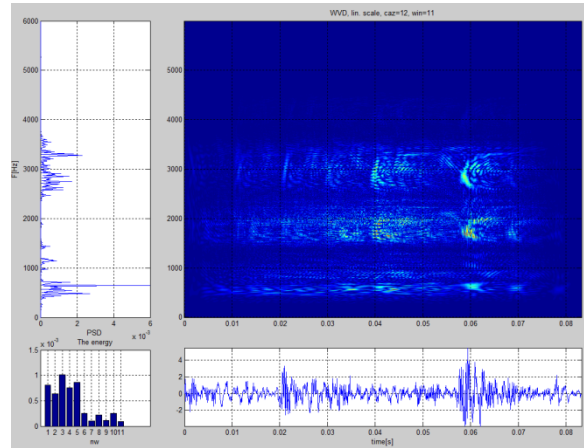 WVD, lin. scale, caz=12, win=11
6000
5000
4000
3000
2000
1000
0
F[Hz]
0 2 4 6
PSD x 10⁻³
6000
5000
4000
3000
2000
1000
0
0 0.01 0.02 0.03 0.04 0.05 0.06 0.07 0.08
The energy
x 10⁻³
1.5
1
0.5
0
1 2 3 4 5 6 7 8 9 10 11
nw
4
2
0
-2
0 0.01 0.02 0.03 0.04 0.05 0.06 0.07 0.08
time[s]